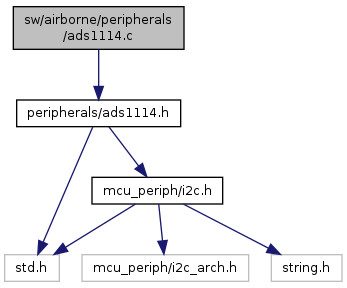 sw/airborne/peripherals
/ads1114.c
peripherals/ads1114.h
mcu_periph/i2c.h
std.h
mcu_periph/i2c_arch.h
string.h